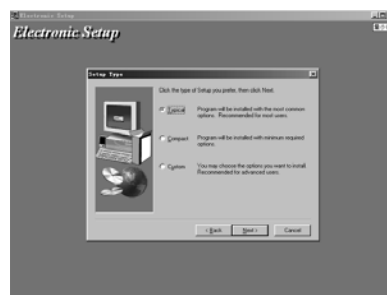 Electronic Setup
Electronic Setup
Setup Type
Click the type of Setup you prefer, then click Next.
Typical
Program will be installed with the most common
options. Recommended for most users.
Compact
Program will be installed with minimum required
options.
Custom
You may choose the options you want to install.
Recommended for advanced users.
< Back
Next >
Cancel